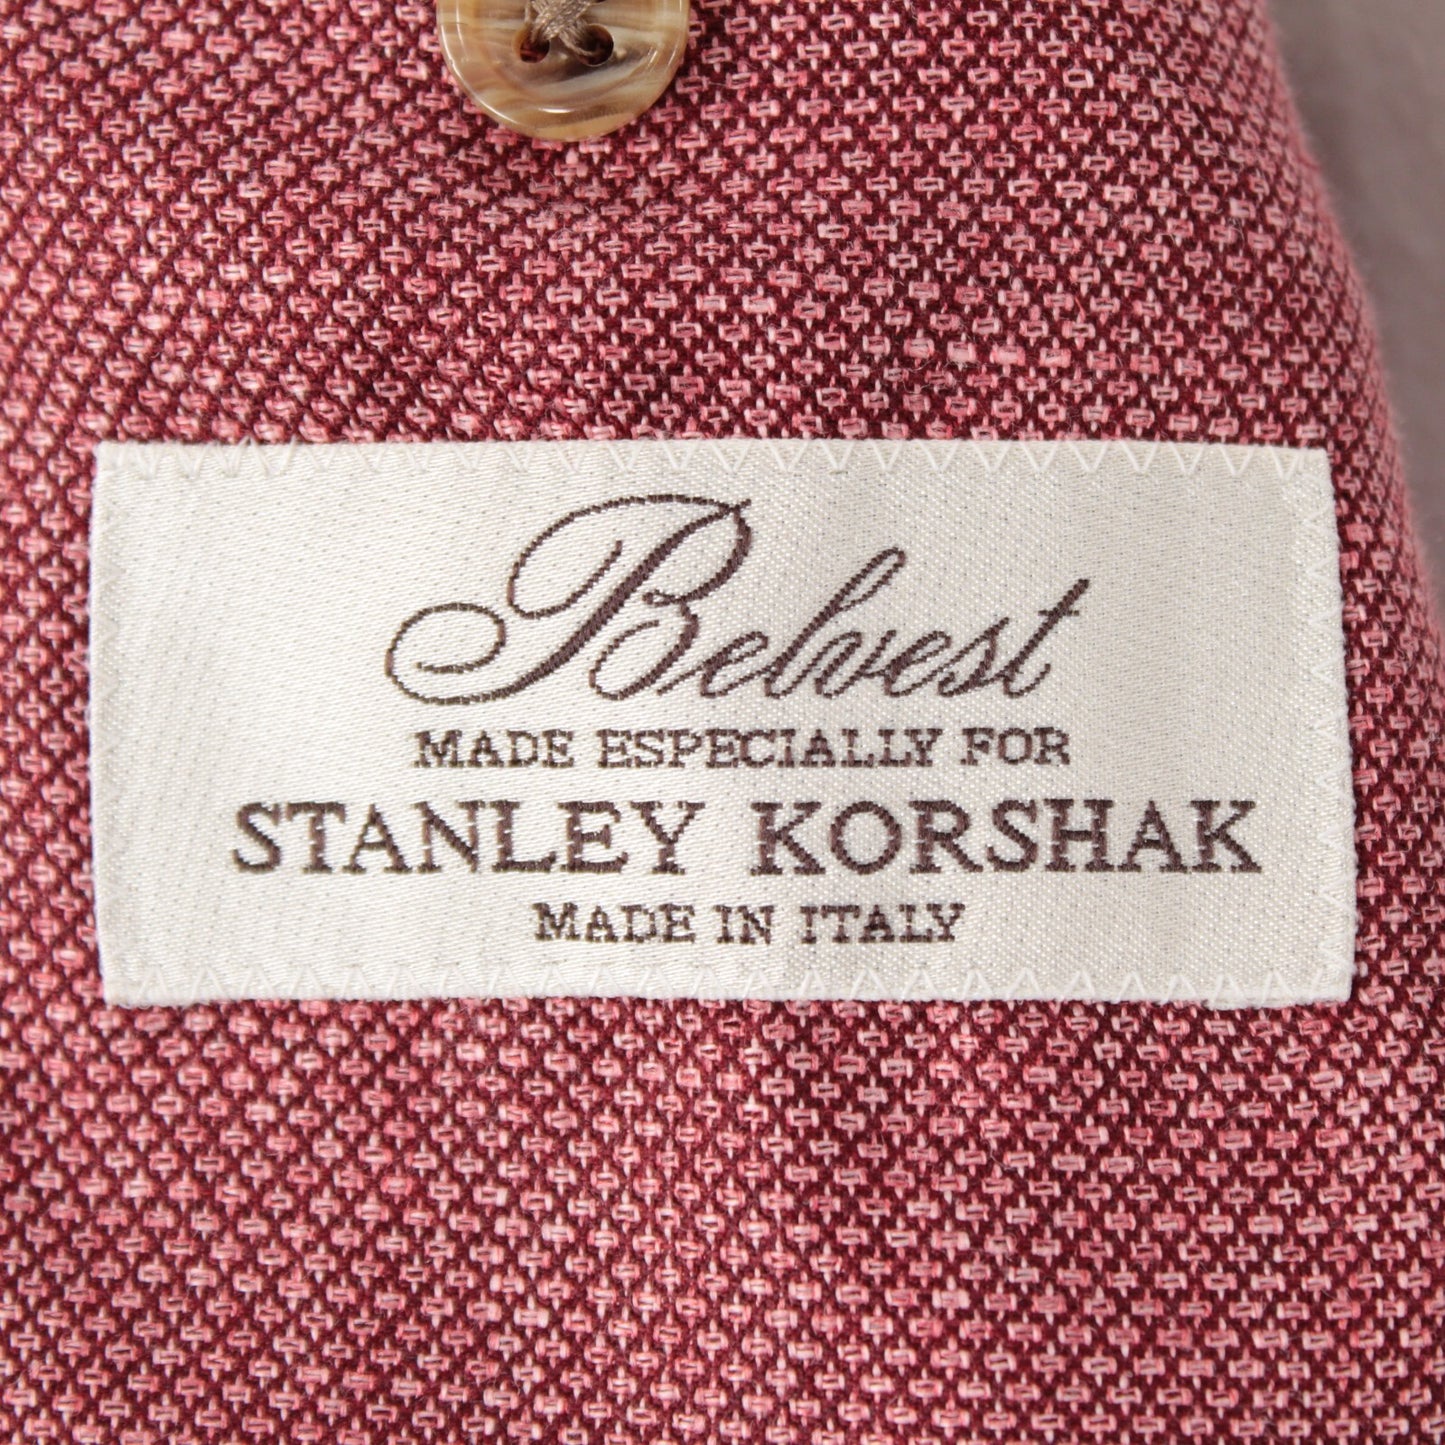 Belvest
MADE ESPECIALLY FOR
STANLEY KORSHAK
MADE IN ITALY